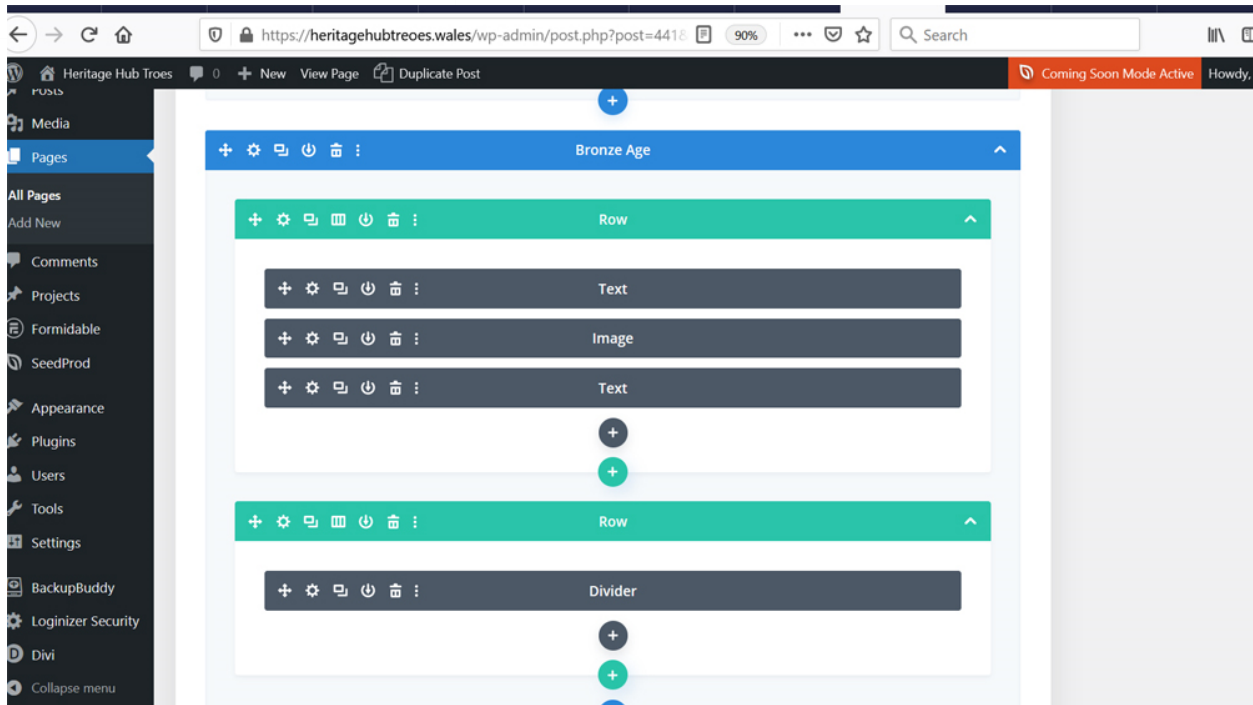 https://heritagehubtreoes.wales/wp-admin/post.php?post=441
90%
Search
Heritage Hub Troes
0
New
View Page
Duplicate Post
Coming Soon Mode Active
Howdy,
Posts
Media
Pages
All Pages
Add New
Comments
Projects
Formidable
SeedProd
Appearance
Plugins
Users
Tools
Settings
BackupBuddy
Loginizer Security
Divi
Collapse menu
Bronze Age
Row
Text
Image
Text
Row
Divider